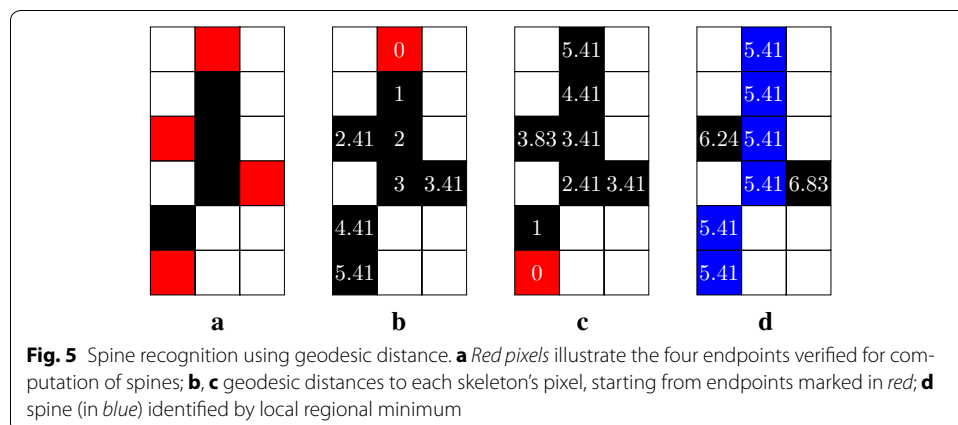 0 5.41
1 4.41 5.41
2.41 2 3.83 3.41 6.24 5.41
3 3.41 2.41 3.41 5.41 6.83
4.41 1 5.41
5.41 0 5.41
a b c d
Fig. 5 Spine recognition using geodesic distance. a Red pixels illustrate the four endpoints verified for com-
putation of spines; b, c geodesic distances to each skeleton's pixel, starting from endpoints marked in red; d
spine (in blue) identified by local regional minimum